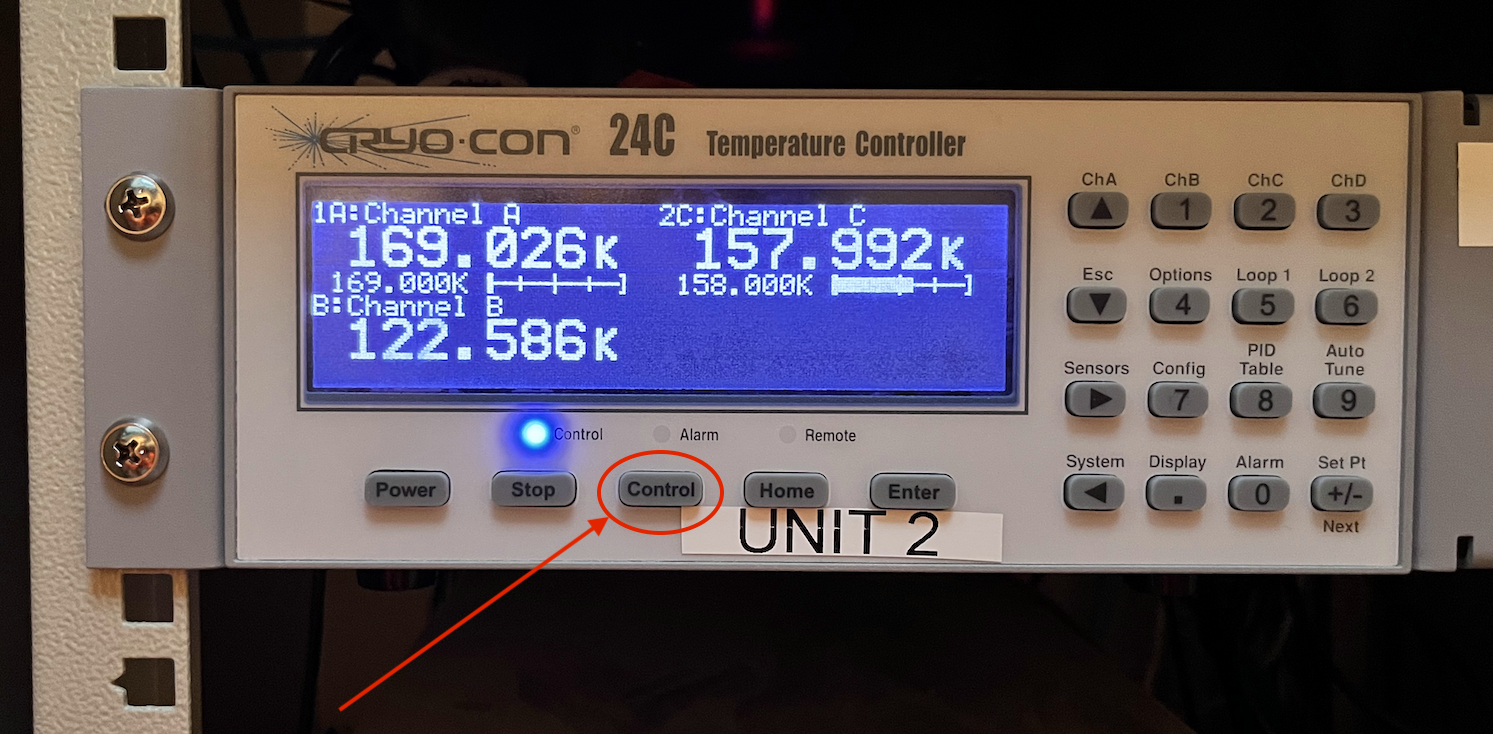 CRYO·CON® 24C Temperature Controller
1A:Channel A
169.026K
169.000K
B:Channel B
122.586K
2C:Channel C
157.992K
158.000K
Control
Alarm
Remote
Power
Stop
Control
Home
Enter
UNIT 2
ChA ChB ChC ChD
▲ 1 2 3
Esc Options Loop 1 Loop 2
▼ 4 5 6
Sensors Config PID Table Auto Tune
▶ 7 8 9
System Display Alarm Set Pt
◀ . 0 +/-
Next